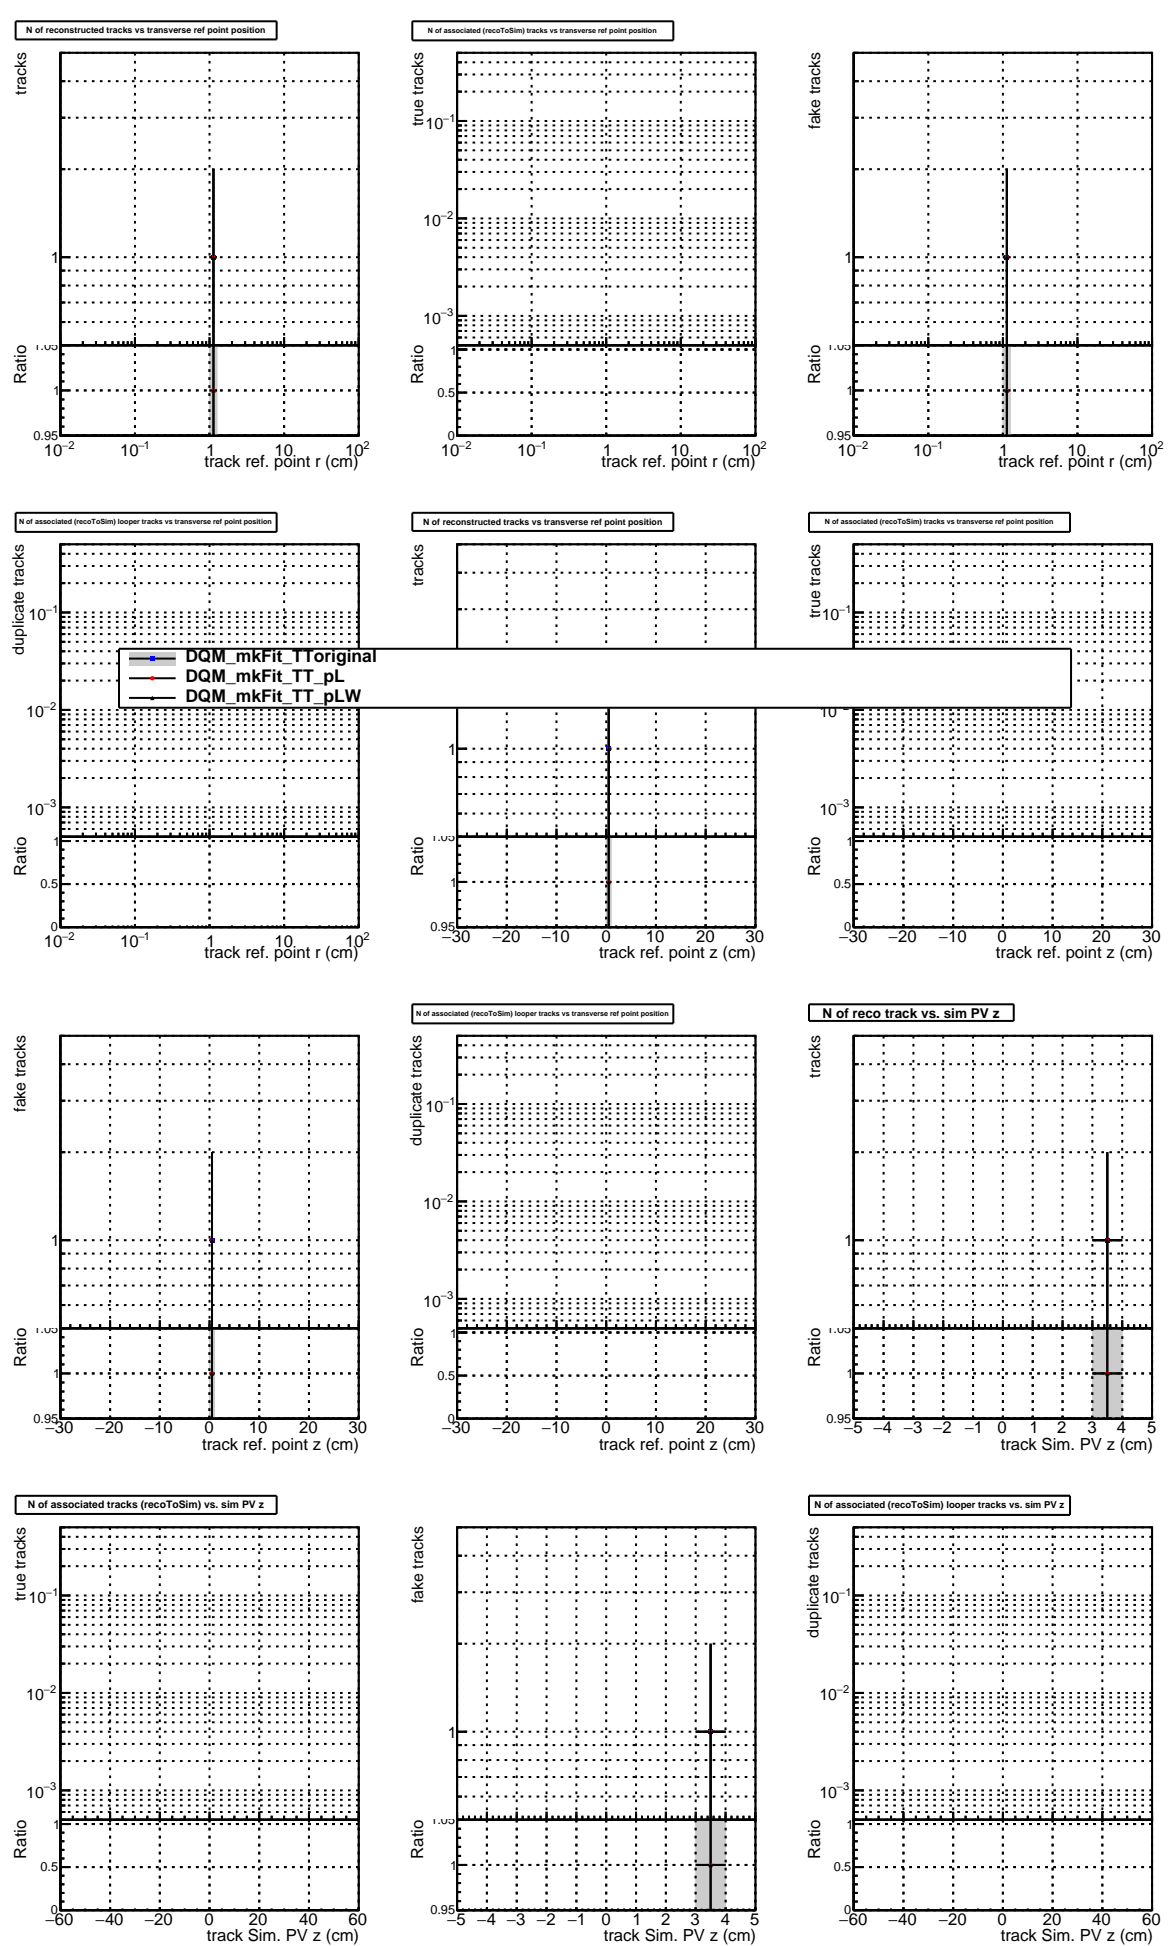 N of reconstructed tracks vs transverse ref point position
tracks
1
1.05
Ratio
1
0.95
10−2 10−1 1 10 102
track ref. point r (cm)
N of associated (recoToSim) tracks vs transverse ref point position
true tracks
10−1
10−2
10−3
Ratio
1
0.5
0
10−2 10−1 1 10 102
track ref. point r (cm)
fake tracks
1
1.05
Ratio
1
0.95
10−2 10−1 1 10 102
track ref. point r (cm)
N of associated (recoToSim) looper tracks vs transverse ref point position
duplicate tracks
10−1
10−2
10−3
Ratio
1
0.5
0
10−2 10−1 1 10 102
track ref. point r (cm)
N of reconstructed tracks vs transverse ref point position
tracks
1
1.05
Ratio
1
0.95
−30 −20 −10 0 10 20 30
track ref. point z (cm)
N of associated (recoToSim) tracks vs transverse ref point position
true tracks
10−1
10−2
10−3
Ratio
1
0.5
0
−30 −20 −10 0 10 20 30
track ref. point z (cm)
DQM_mkFit_TToriginal
DQM_mkFit_TT_pL
DQM_mkFit_TT_pLW
fake tracks
1
1.05
Ratio
1
0.95
−30 −20 −10 0 10 20 30
track ref. point z (cm)
N of associated (recoToSim) looper tracks vs transverse ref point position
duplicate tracks
10−1
10−2
10−3
Ratio
1
0.5
0
−30 −20 −10 0 10 20 30
track ref. point z (cm)
N of reco track vs. sim PV z
tracks
1
1.05
Ratio
1
0.95
−5 −4 −3 −2 −1 0 1 2 3 4 5
track Sim. PV z (cm)
N of associated tracks (recoToSim) vs. sim PV z
true tracks
10−1
10−2
10−3
Ratio
1
0.5
0
−60 −40 −20 0 20 40 60
track Sim. PV z (cm)
fake tracks
1
1.05
Ratio
1
0.95
−5 −4 −3 −2 −1 0 1 2 3 4 5
track Sim. PV z (cm)
N of associated (recoToSim) looper tracks vs. sim PV z
duplicate tracks
10−1
10−2
10−3
Ratio
1
0.5
0
−60 −40 −20 0 20 40 60
track Sim. PV z (cm)